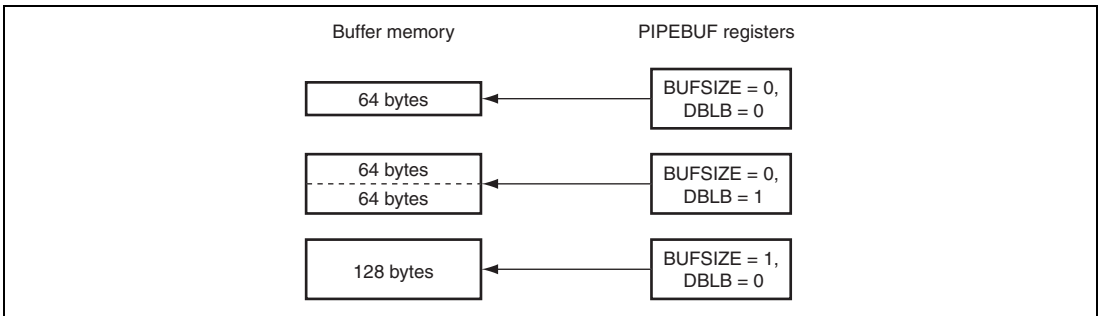 Buffer memory PIPEBUF registers
64 bytes
BUFSIZE = 0,
DBLB = 0
64 bytes
64 bytes
BUFSIZE = 0,
DBLB = 1
128 bytes
BUFSIZE = 1,
DBLB = 0